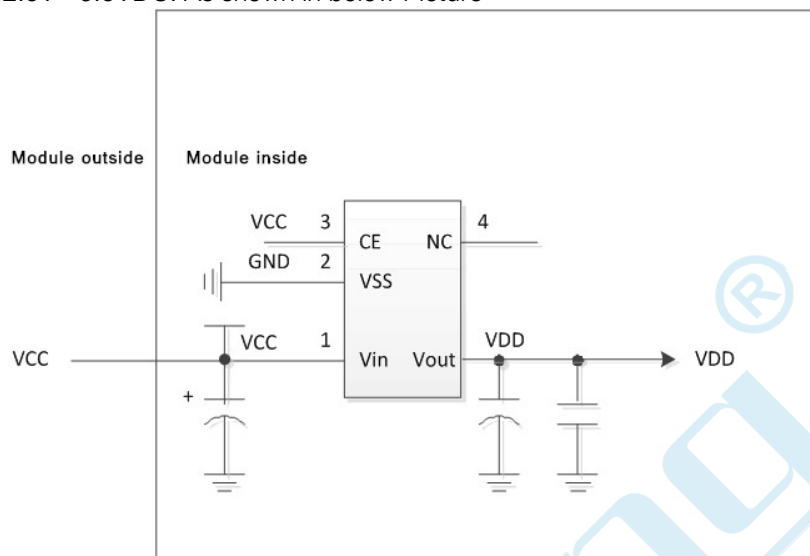 Module outside
Module inside
VCC 3
CE
NC
4
GND 2
VSS
VCC
VCC 1
Vin
Vout
VDD
VDD
+
®